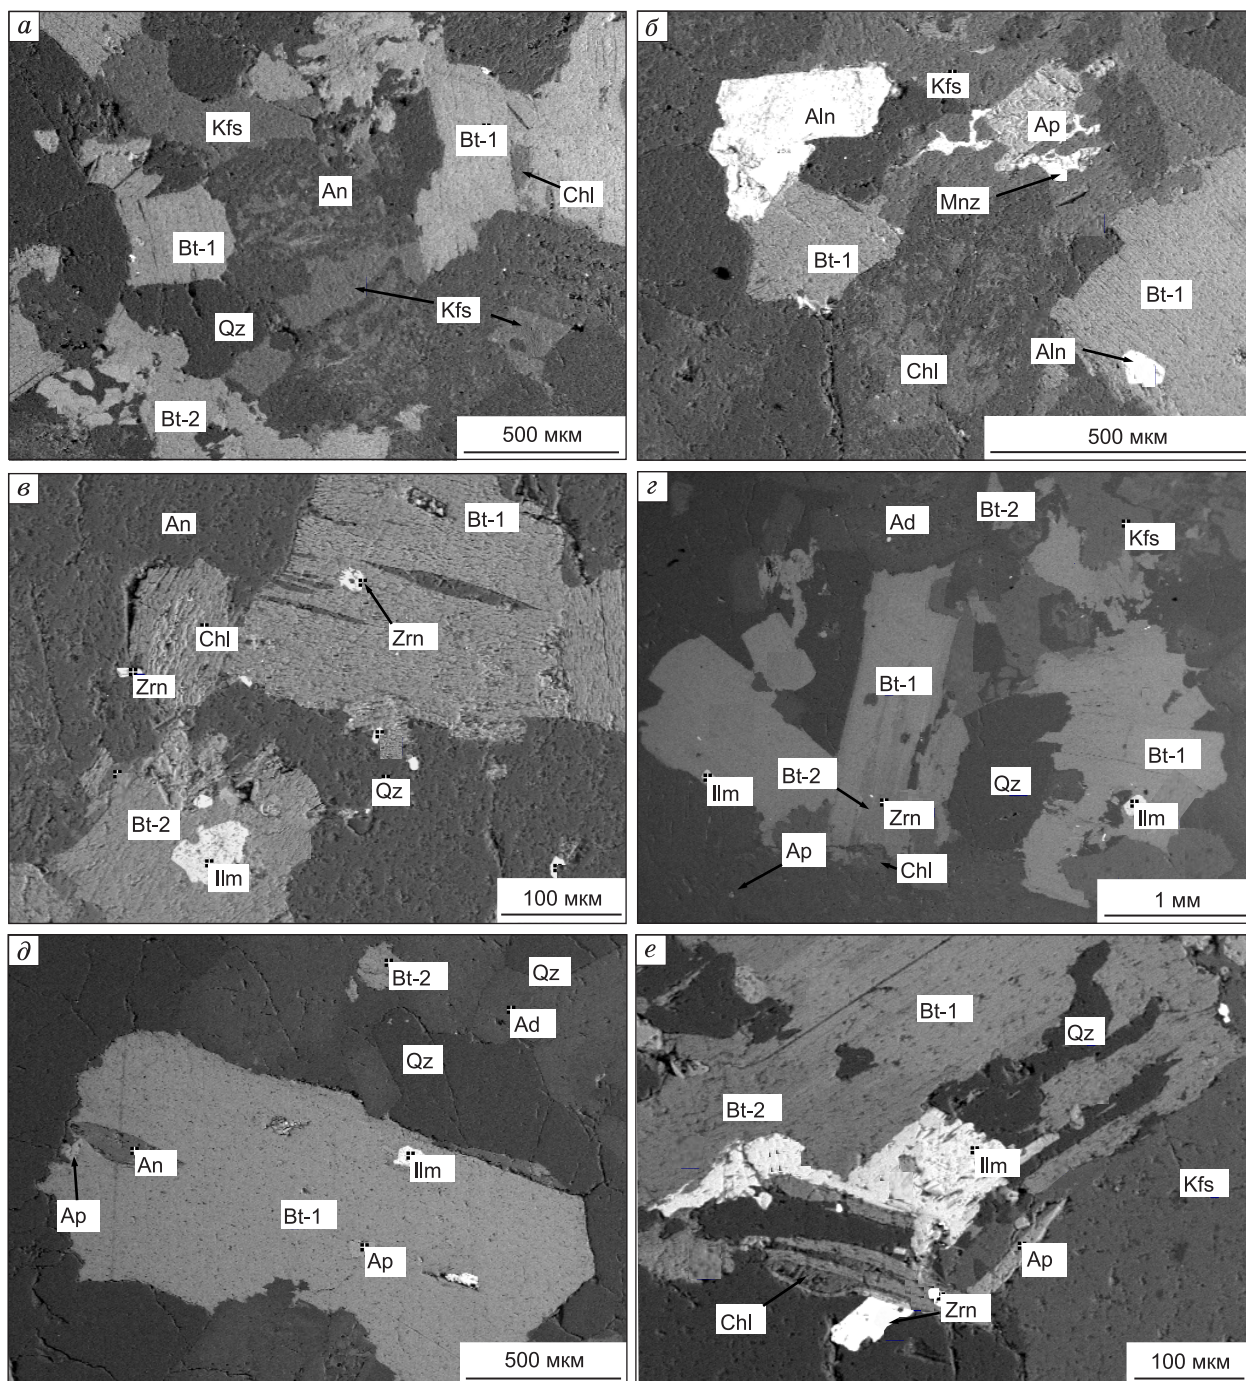 а
Kfs
Bt-1
An
Chl
Bt-1
Kfs
Qz
Bt-2
500 мкм
б
Kfs
Aln
Ap
Mnz
Bt-1
Bt-1
Aln
Chl
500 мкм
в
An
Bt-1
Chl
Zrn
Zrn
Qz
Bt-2
Ilm
100 мкм
г
Ad
Bt-2
Kfs
Bt-1
Bt-1
Bt-2
Qz
Ilm
Zrn
Ilm
Ap
Chl
1 мм
д
Bt-2
Qz
Ad
Qz
An
Ilm
Ap
Bt-1
Ap
500 мкм
е
Bt-1
Qz
Bt-2
Ilm
Kfs
Ap
Chl
Zrn
100 мкм